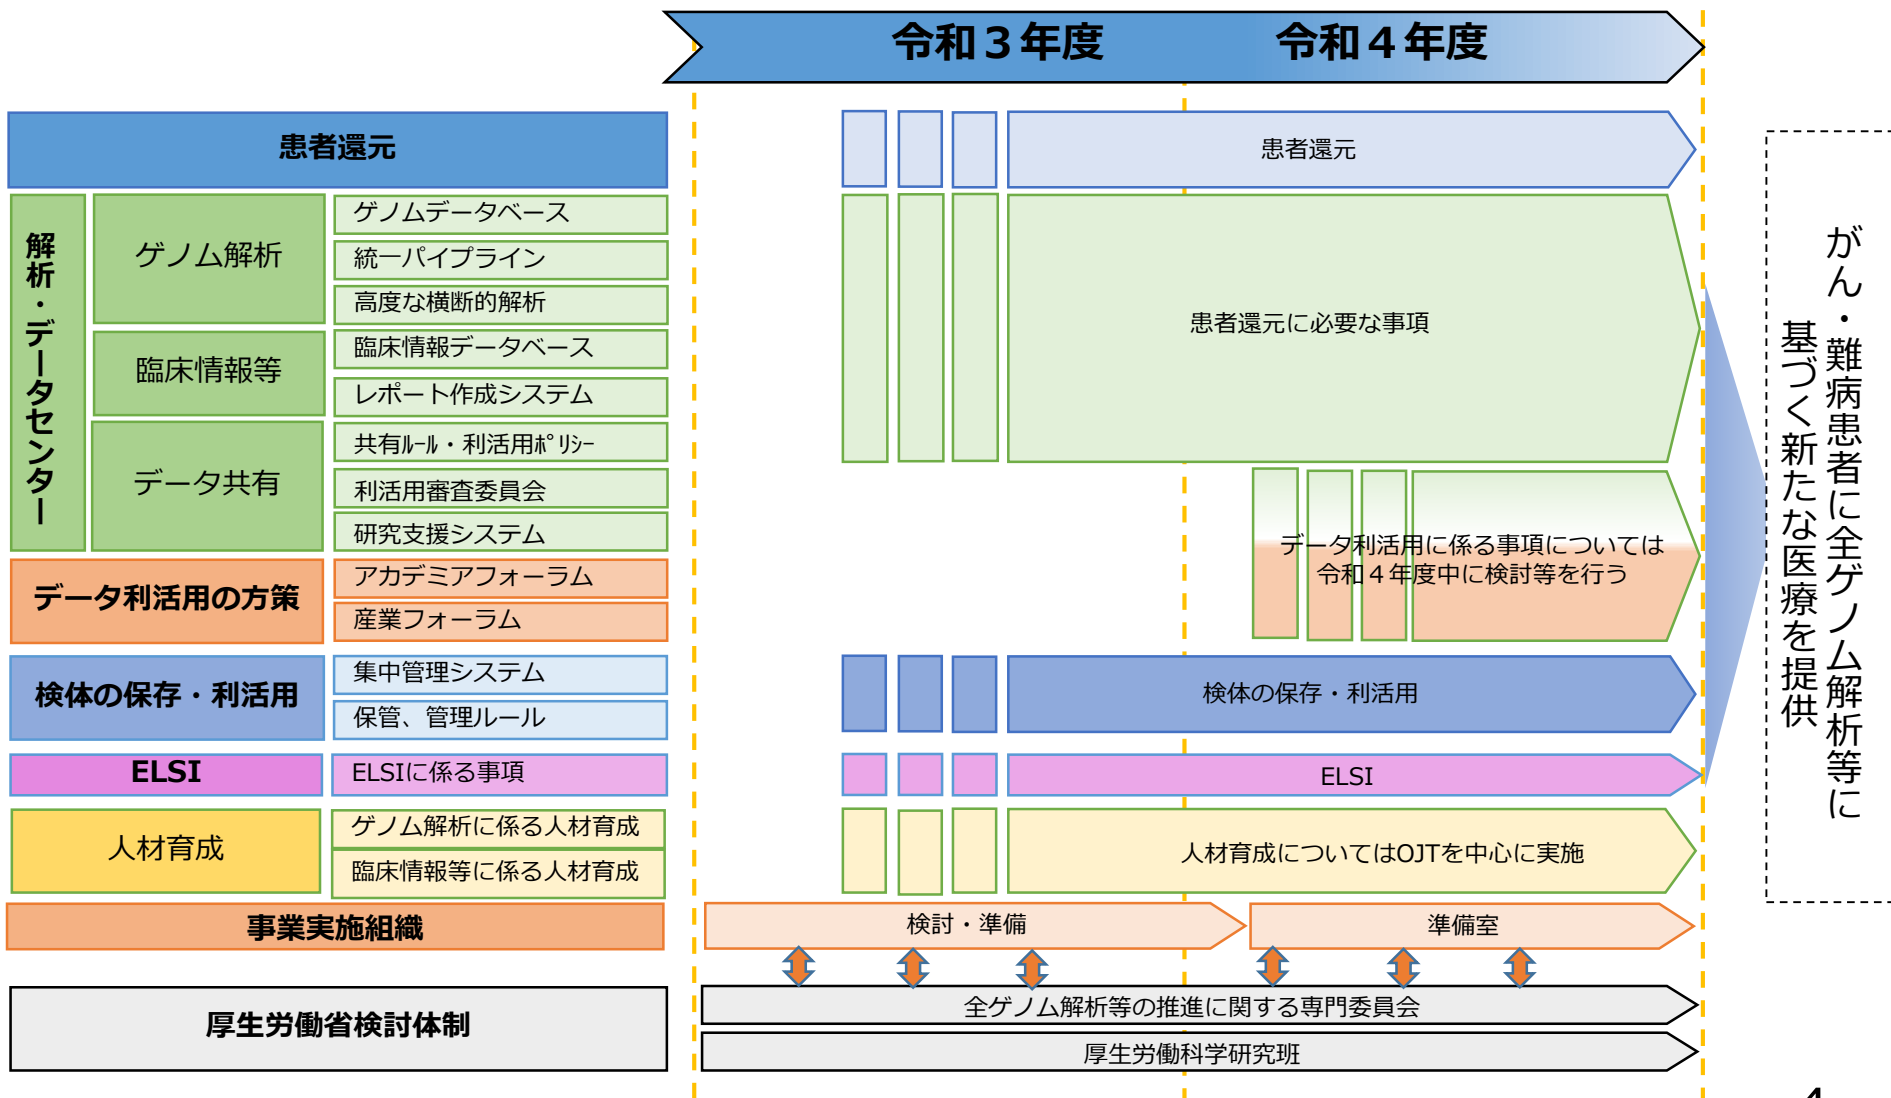 令和３年度
令和４年度
患者還元
患者還元
解析・データセンター
ゲノム解析
ゲノムデータベース
統一パイプライン
高度な横断的解析
臨床情報等
臨床情報データベース
レポート作成システム
データ共有
共有ﾙｰﾙ・利活用ﾎﾟﾘｼｰ
利活用審査委員会
研究支援システム
患者還元に必要な事項
データ利活用の方策
アカデミアフォーラム
産業フォーラム
データ利活用に係る事項については
令和４年度中に検討等を行う
検体の保存・利活用
集中管理システム
保管、管理ルール
検体の保存・利活用
ELSI
ELSIに係る事項
ELSI
人材育成
ゲノム解析に係る人材育成
臨床情報等に係る人材育成
人材育成についてはOJTを中心に実施
事業実施組織
検討・準備
準備室
厚生労働省検討体制
全ゲノム解析等の推進に関する専門委員会
厚生労働科学研究班
がん・難病患者に全ゲノム解析等に
基づく新たな医療を提供